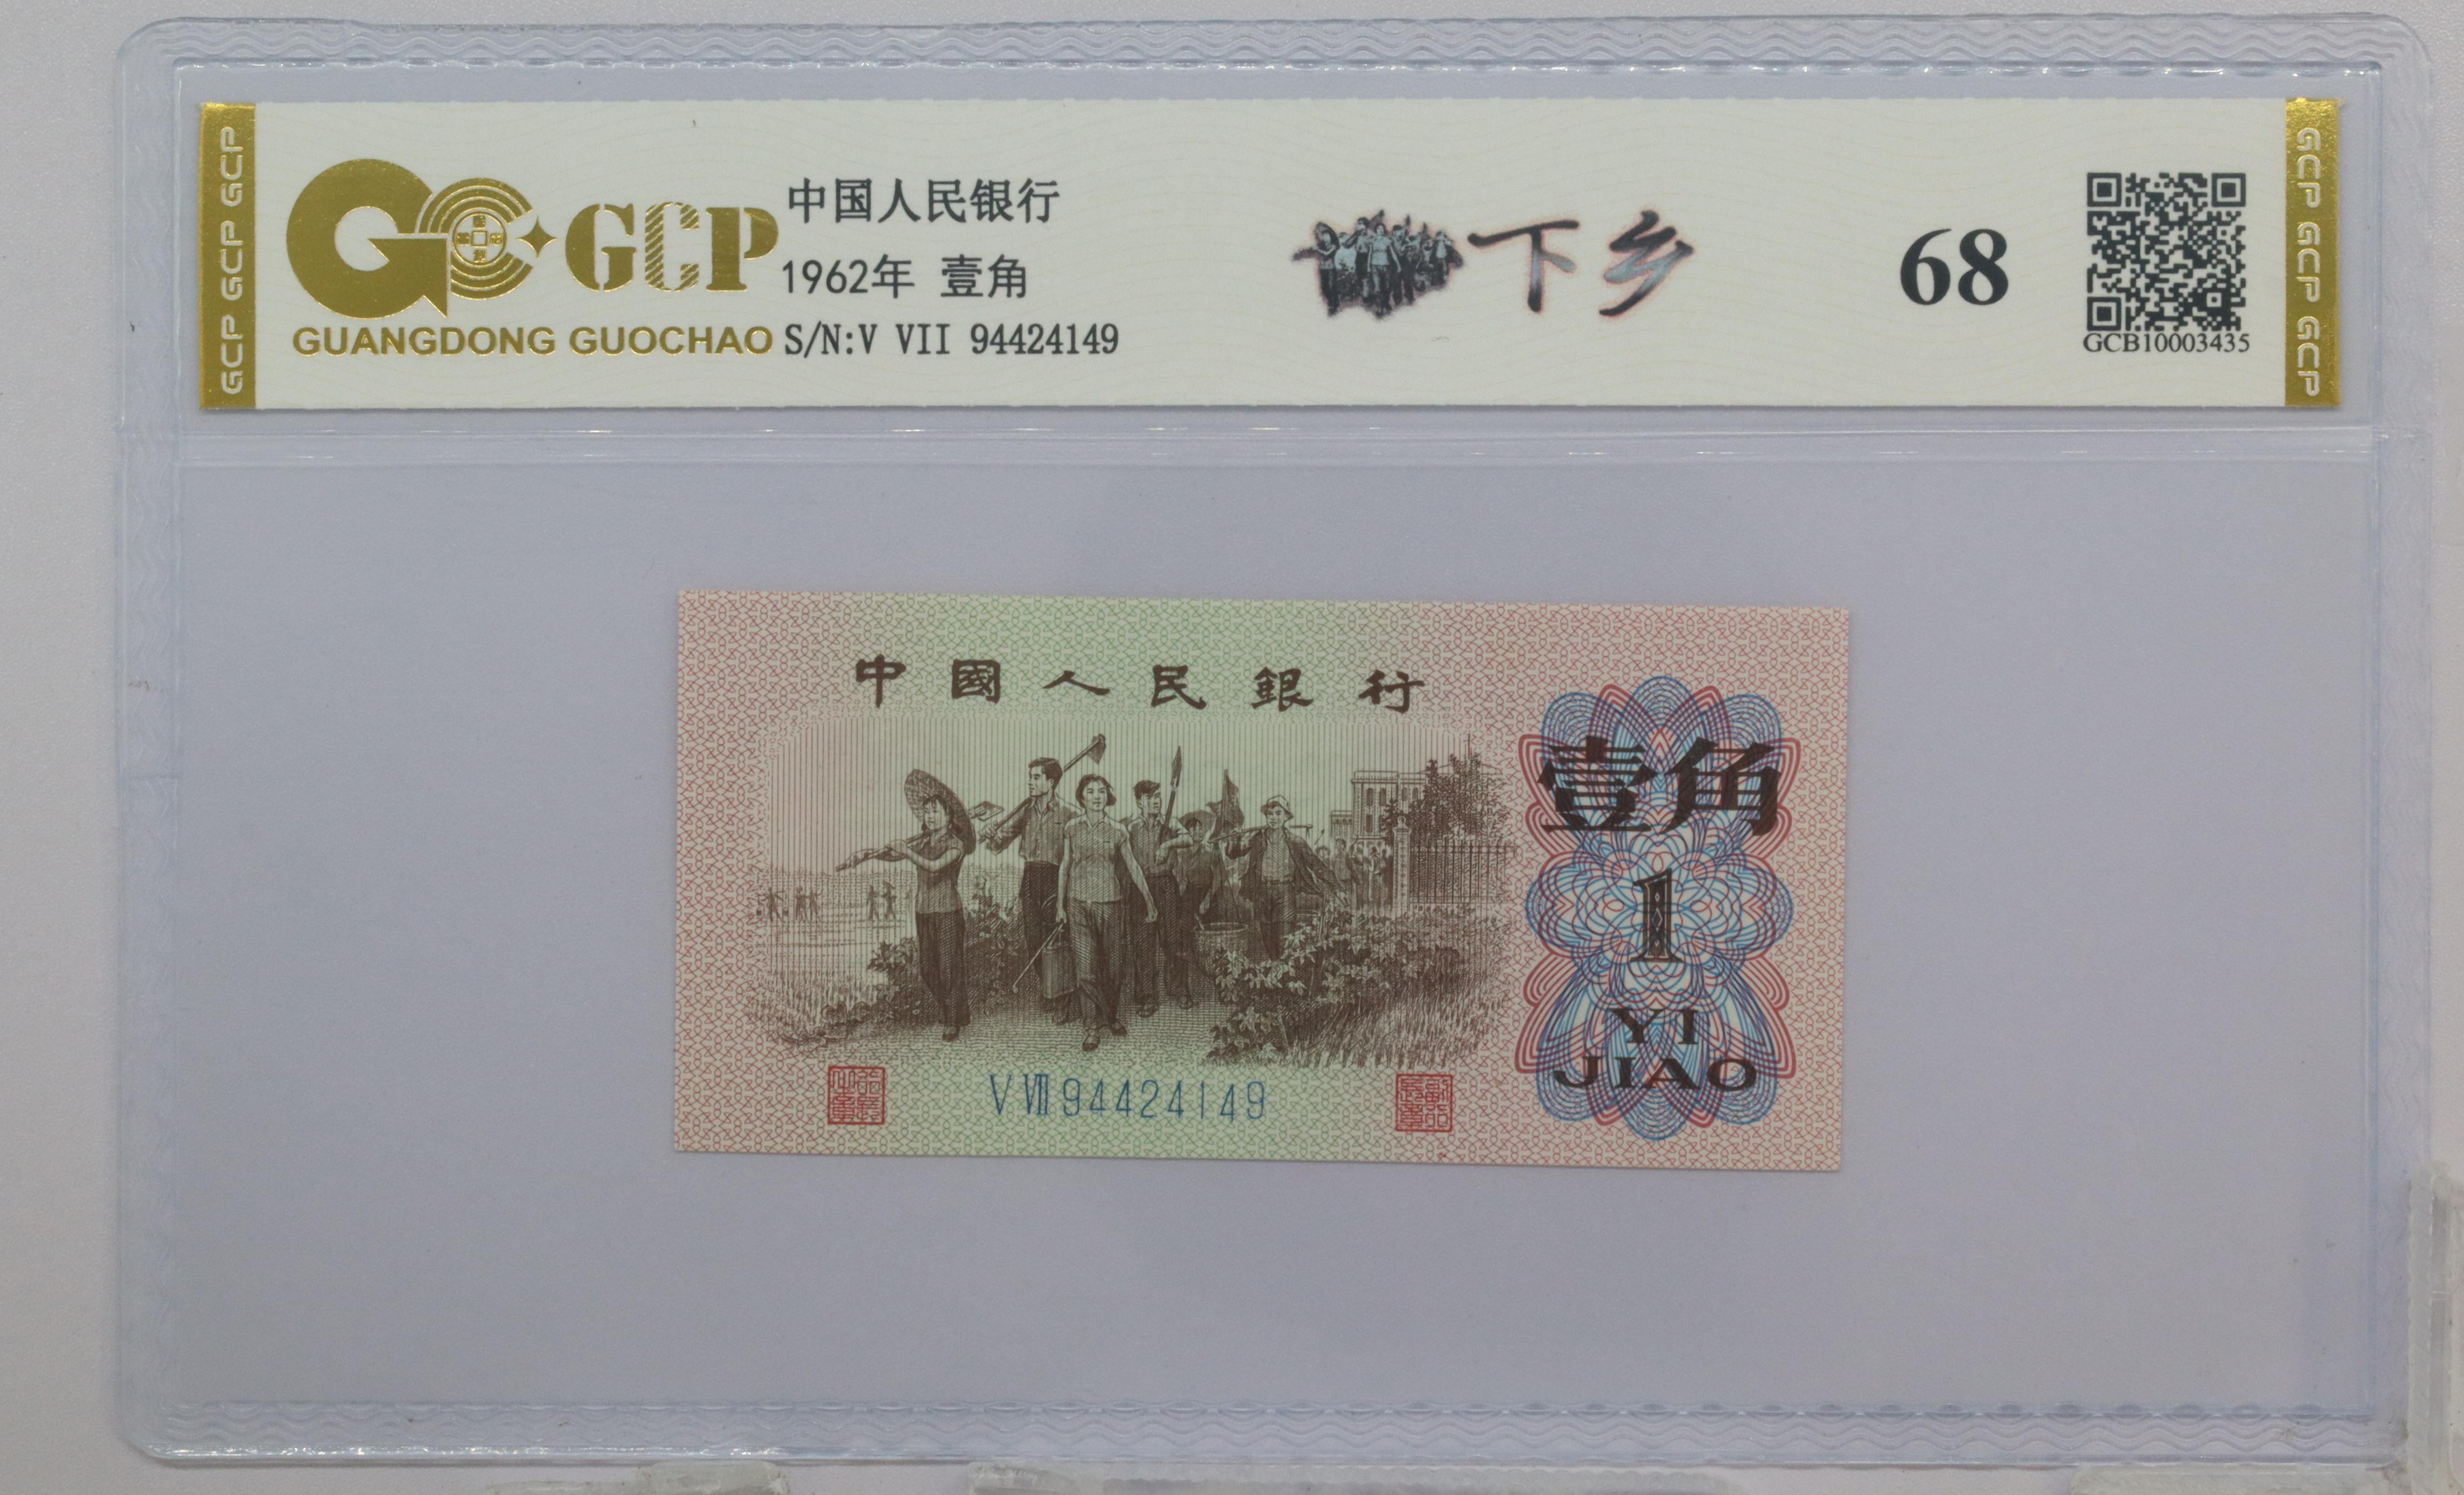 GCP GCP GCP
GCP
GUANGDONG GUOCHAO
中国人民银行
1962年 壹角
S/N:V VII 94424149
下乡
68
GCB10003435
GCP GCP GCP
中國人民銀行
壹角
1
YI
JIAO
V VII 94424149